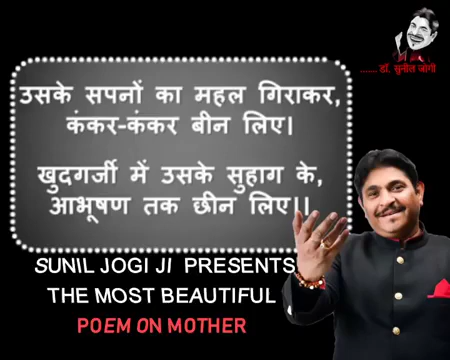 .......डॉ. सुनील जोगी
उसके सपनों का महल गिराकर,
कंकर-कंकर बीन लिए।
खुदगर्जी में उसके सुहाग के,
आभूषण तक छीन लिए।।
SUNIL JOGI JI PRESENTS
THE MOST BEAUTIFUL
POEM ON MOTHER